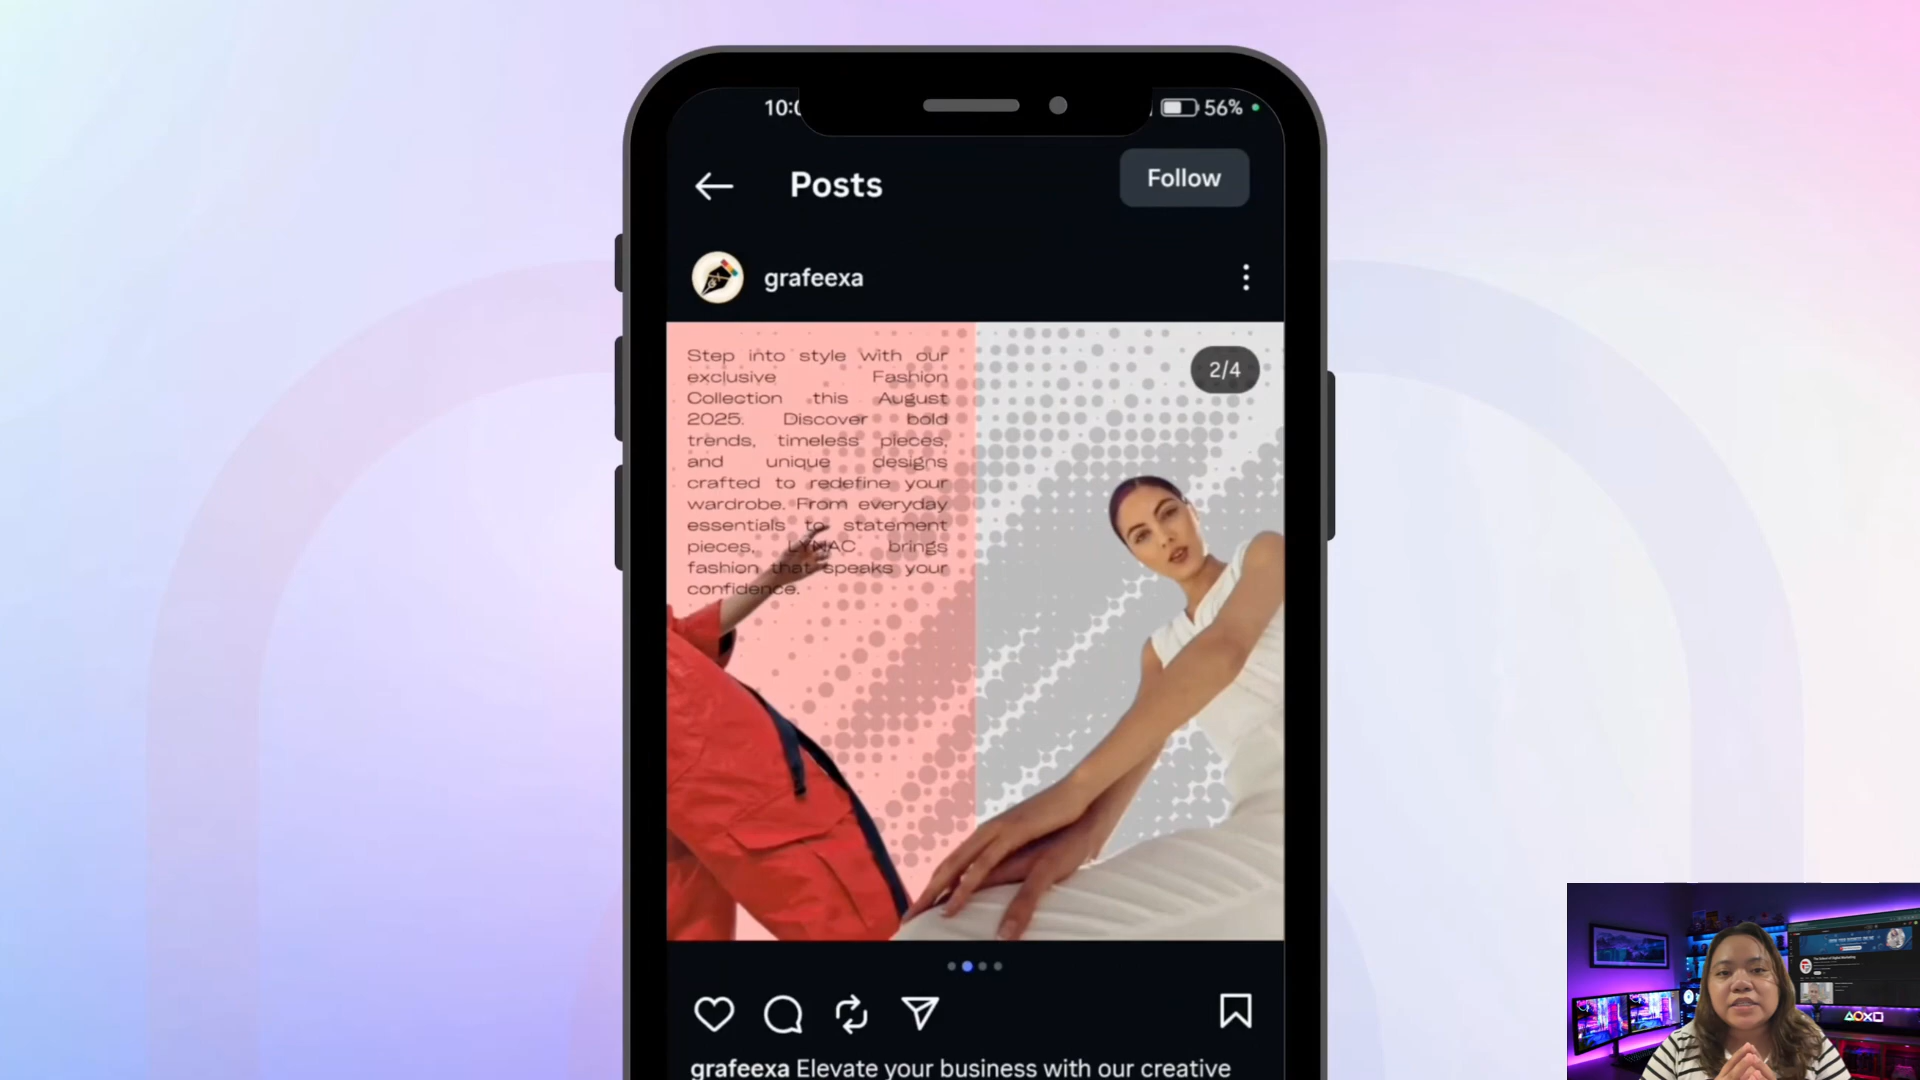 10:0
56%
Posts
Follow
grafeexa
2/4
Step into style with our
exclusive Fashion
Collection this August
2025. Discover bold
trends, timeless pieces,
and unique designs
crafted to redefine your
wardrobe. From everyday
essentials to statement
pieces, LYNAC brings
fashion that speaks your
confidence.
grafeexa Elevate your business with our creative